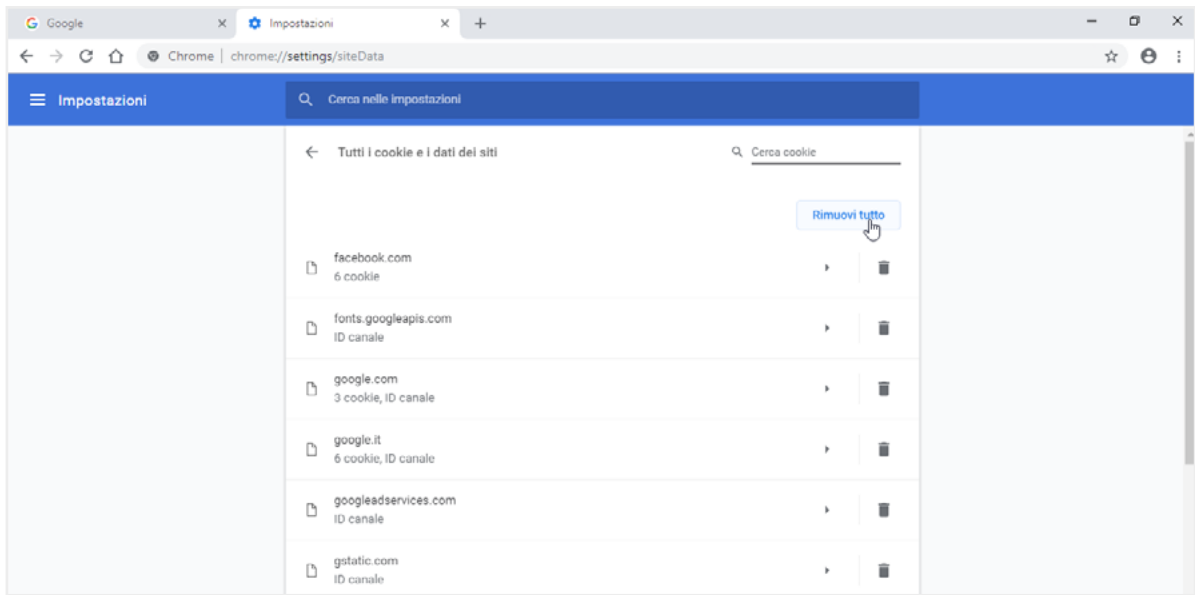 Google
Impostazioni
Chrome | chrome://settings/siteData
Impostazioni
Cerca nelle impostazioni
Tutti i cookie e i dati dei siti
Cerca cookie
Rimuovi tutto
facebook.com
6 cookie
fonts.googleapis.com
ID canale
google.com
3 cookie, ID canale
google.it
6 cookie, ID canale
googleadservices.com
ID canale
gstatic.com
ID canale